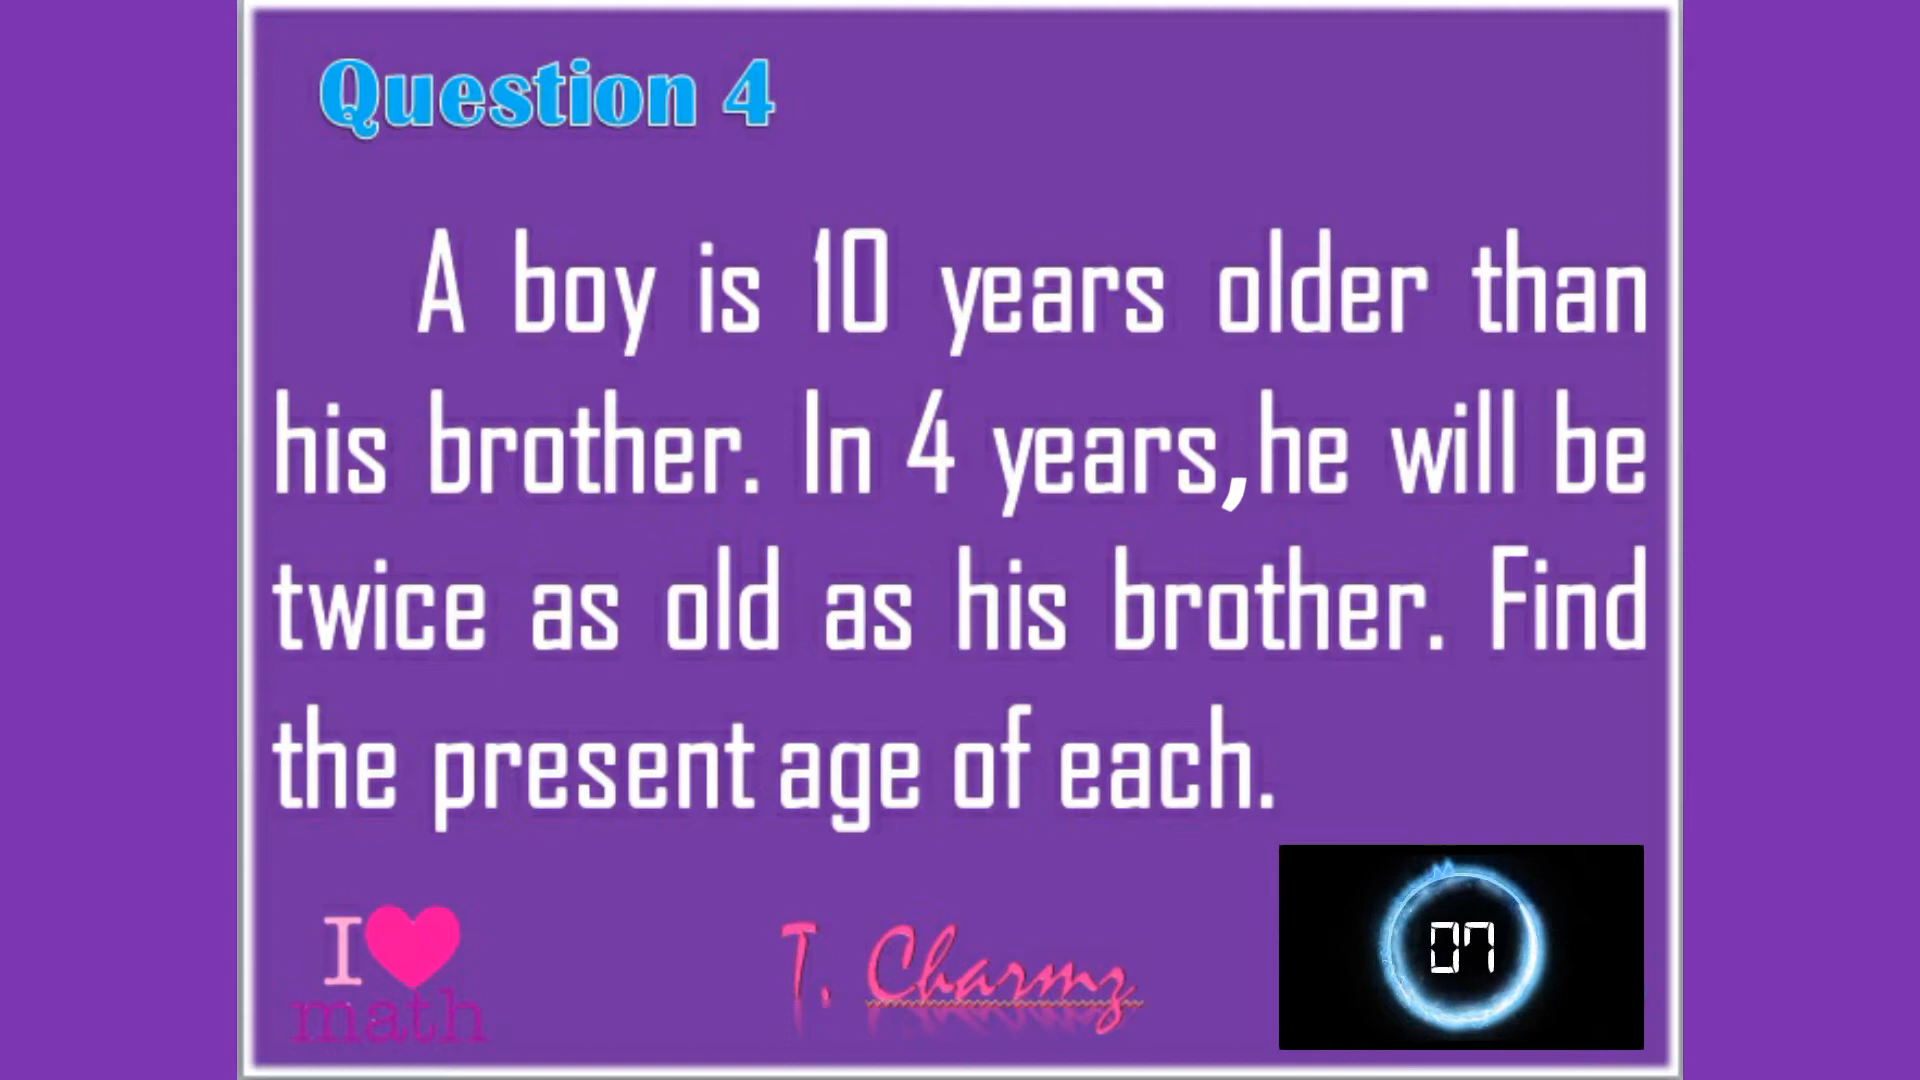 Question 4
A boy is 10 years older than
his brother. In 4 years,he will be
twice as old as his brother. Find
the present age of each.
I
math
T. Charmz
07